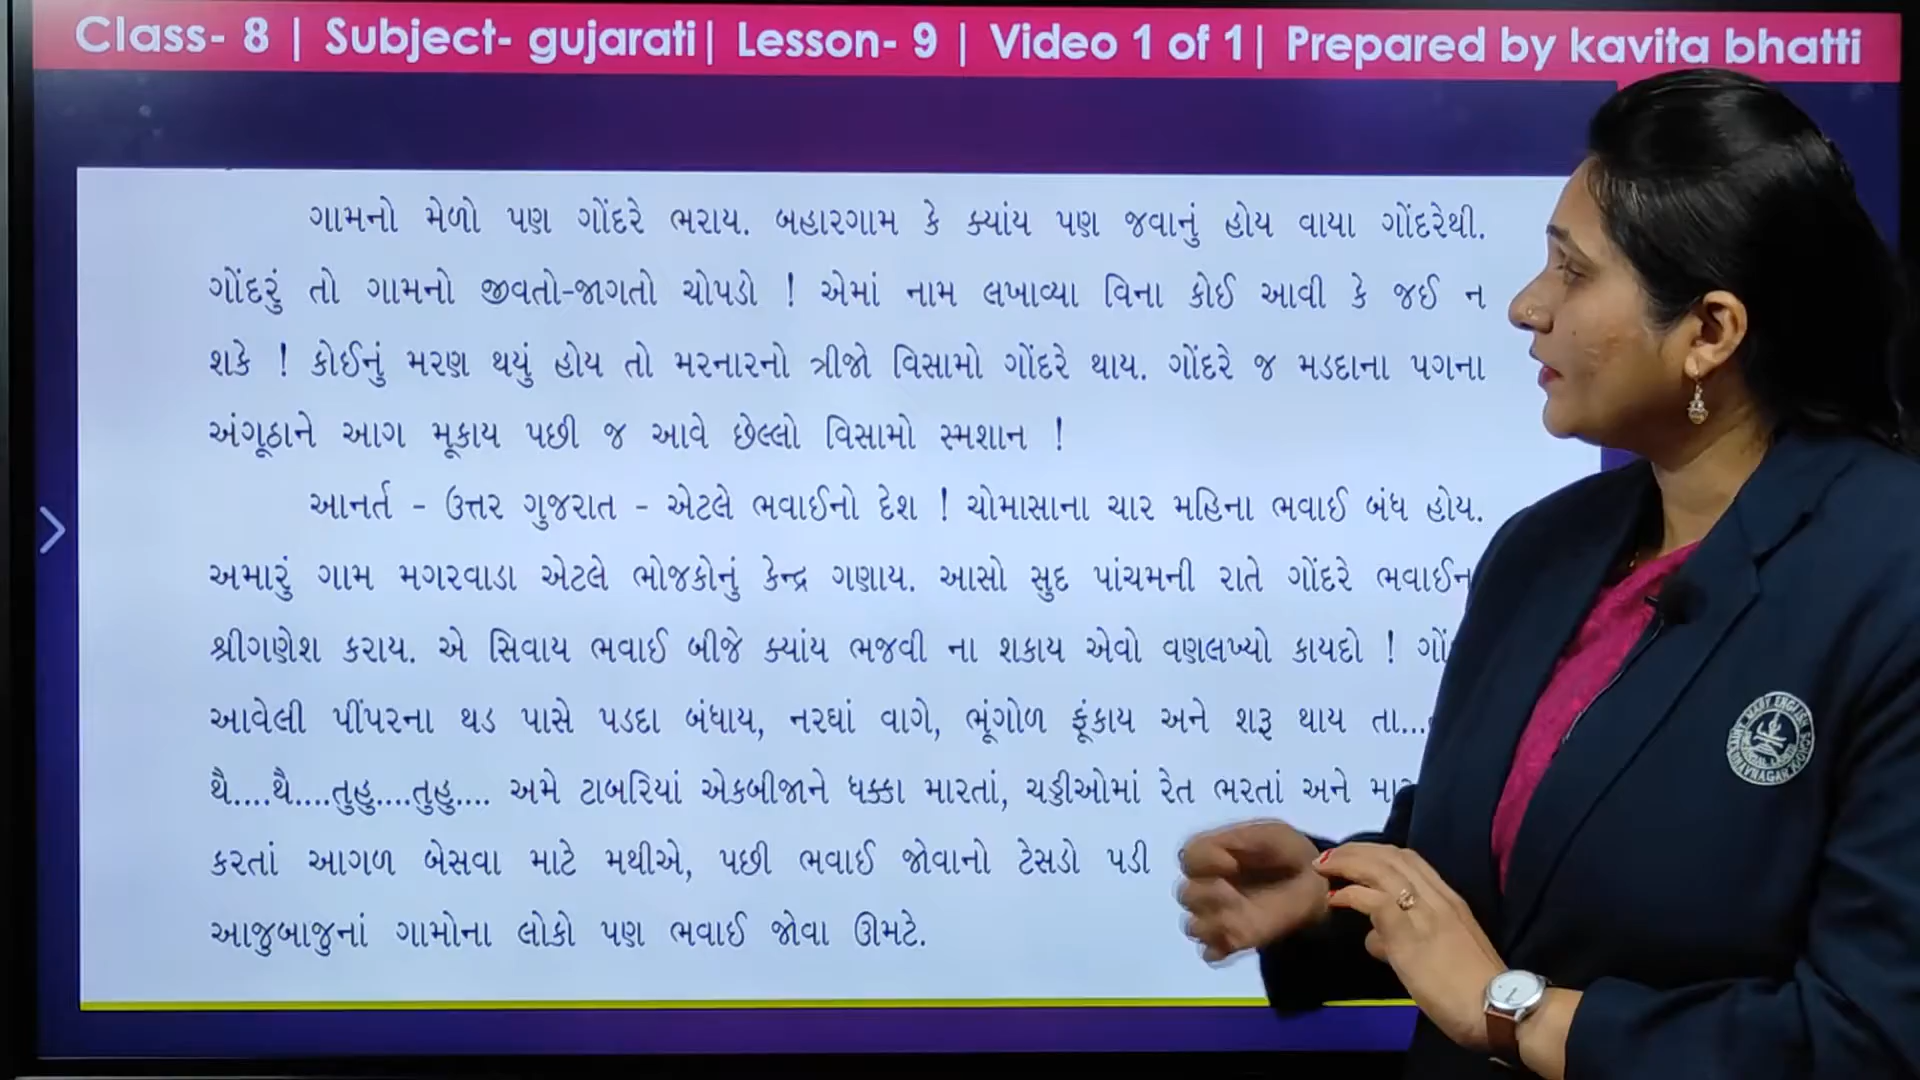 Class- 8 | Subject- gujarati| Lesson- 9 | Video 1 of 1| Prepared by kavita bhatti
ગામનો મેળો પણ ગોંદરે ભરાય. બહારગામ કે ક્યાંય પણ જવાનું હોય વાયા ગોંદરેથી.
ગોંદરું તો ગામનો જીવતો-જાગતો ચોપડો ! એમાં નામ લખાવ્યા વિના કોઈ આવી કે જઈ ન
શકે ! કોઈનું મરણ થયું હોય તો મરનારનો ત્રીજો વિસામો ગોંદરે થાય. ગોંદરે જ મડદાના પગના
અંગૂઠાને આગ મૂકાય પછી જ આવે છેલ્લો વિસામો સ્મશાન !
આનર્ત - ઉત્તર ગુજરાત - એટલે ભવાઈનો દેશ ! ચોમાસાના ચાર મહિના ભવાઈ બંધ હોય.
અમારું ગામ મગરવાડા એટલે ભોજકોનું કેન્દ્ર ગણાય. આસો સુદ પાંચમની રાતે ગોંદરે
શ્રીગણેશ કરાય. એ સિવાય ભવાઈ બીજે ક્યાંય ભજવી ના શકાય એવો વણલખ્યો કાયદો !
આવેલી પીંપરના થડ પાસે પડદા બંધાય, નરઘાં વાગે, ભૂંગોળ ફૂંકાય અને શરૂ થાય તા...
થૈ....થૈ....તુહુ....તુહુ.... અમે ટાબરિયાં એકબીજાને ધક્કા મારતાં, ચડ્ડીઓમાં રેત ભરતાં અને
કરતાં આગળ બેસવા માટે મથીએ, પછી ભવાઈ જોવાનો ટેસડો પડી
આજુબાજુનાં ગામોના લોકો પણ ભવાઈ જોવા ઊમટે.